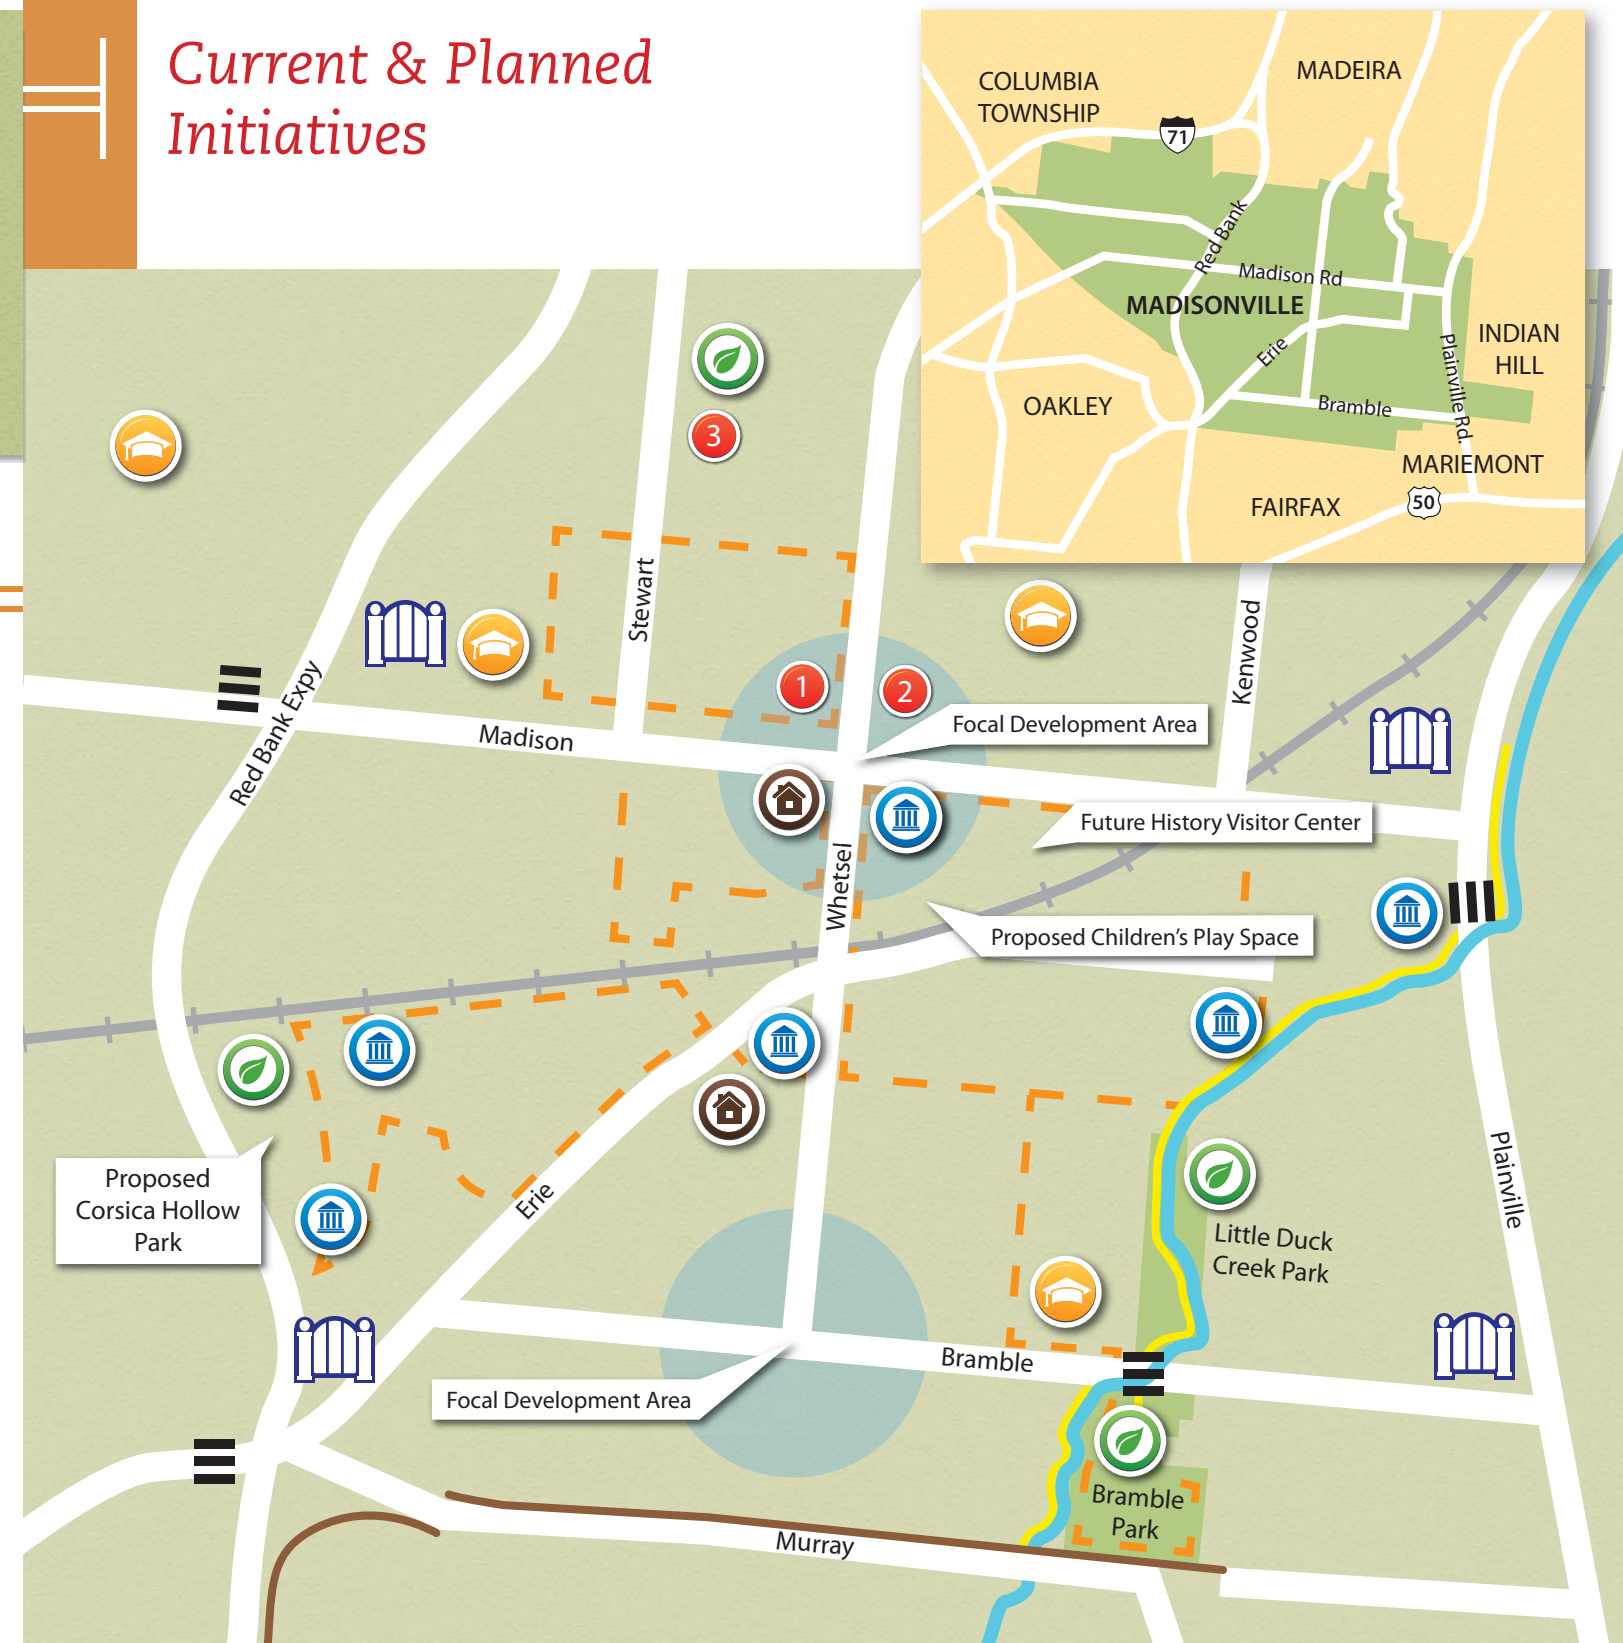 Current & Planned
Initiatives
COLUMBIA
TOWNSHIP
MADEIRA
71
Red Bank
Madison Rd
MADISONVILLE
INDIAN
HILL
Erie
Plainville Rd.
OAKLEY
Bramble
MARIEMONT
50
FAIRFAX
3
Stewart
Kenwood
1
2
Red Bank Expy
Madison
Focal Development Area
Future History Visitor Center
Whetsel
Proposed Children's Play Space
Proposed
Corsica Hollow
Park
Erie
Plainville
Little Duck
Creek Park
Bramble
Focal Development Area
Bramble
Park
Murray